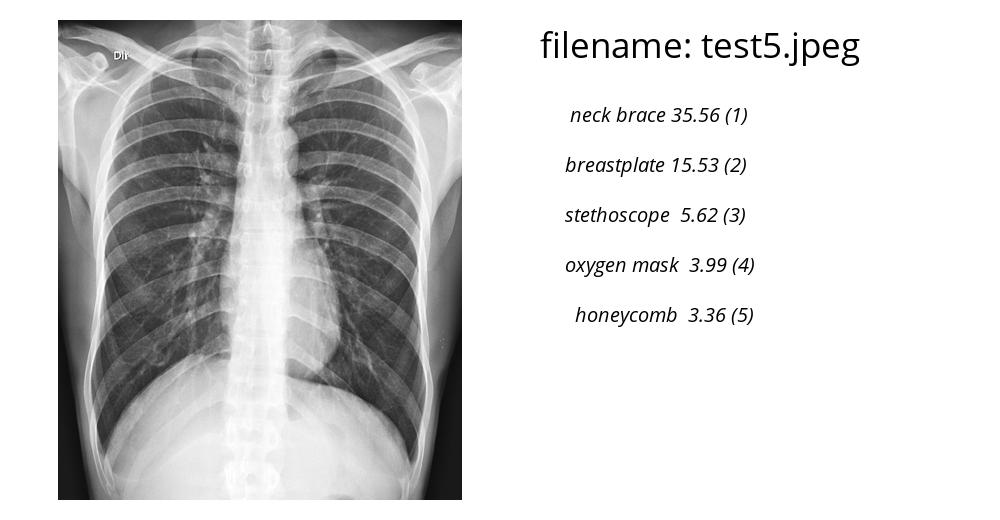 filename: test5.jpeg
neck brace 35.56 (1)
breastplate 15.53 (2)
stethoscope 5.62 (3)
oxygen mask 3.99 (4)
honeycomb 3.36 (5)